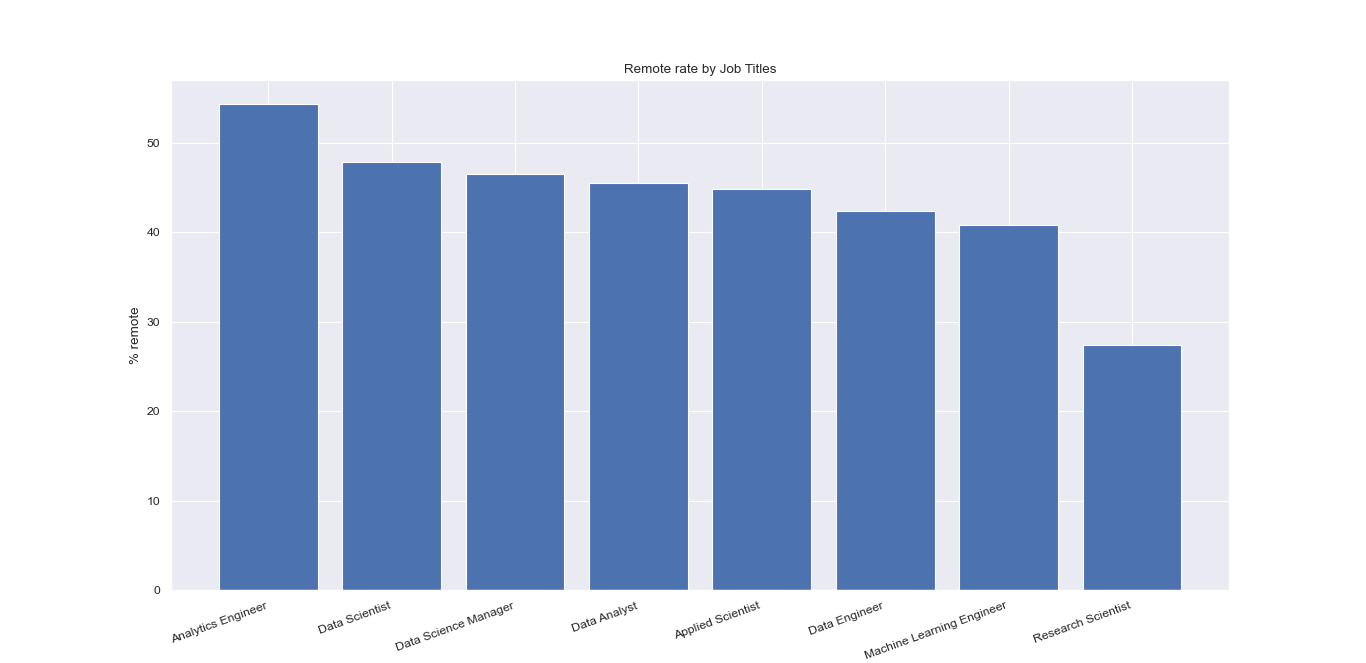 Remote rate by Job Titles
% remote
50
40
30
20
10
0
Analytics Engineer
Data Scientist
Data Science Manager
Data Analyst
Applied Scientist
Data Engineer
Machine Learning Engineer
Research Scientist